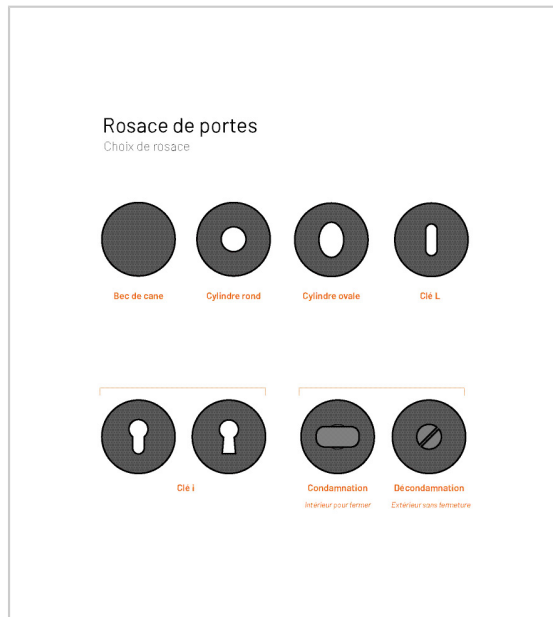 Rosace de portes
Choix de rosace
Bec de cane
Cylindre rond
Cylindre ovale
Clé L
Clé i
Condamnation
Décondamnation
Intérieur pour fermer
Extérieur sans fermeture